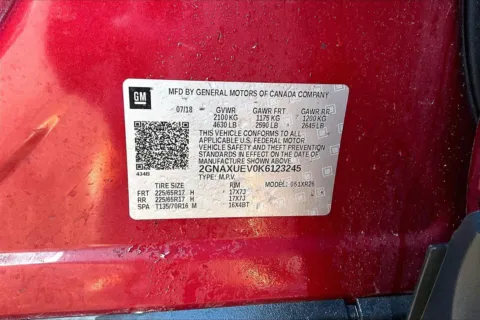 GM
MFD BY GENERAL MOTORS OF CANADA COMPANY
07/18 GVWR GAWR FRT GAWR RR
2100 KG 1175 KG 1200 KG
4630 LB 2590 LB 2645 LB
THIS VEHICLE CONFORMS TO ALL
APPLICABLE U.S. FEDERAL MOTOR
VEHICLE SAFETY AND THEFT PREVENTION
STANDARDS IN EFFECT ON THE DATE OF
MANUFACTURE SHOWN ABOVE.
2GNAXUEV0K6123245
434B TYPE: M.P.V.
TIRE SIZE RIM MODEL: 051XR26
FRT 225/65R17 H 17X7J
RR 225/65R17 H 17X7J
SPA T135/70R16 M 16X4BT